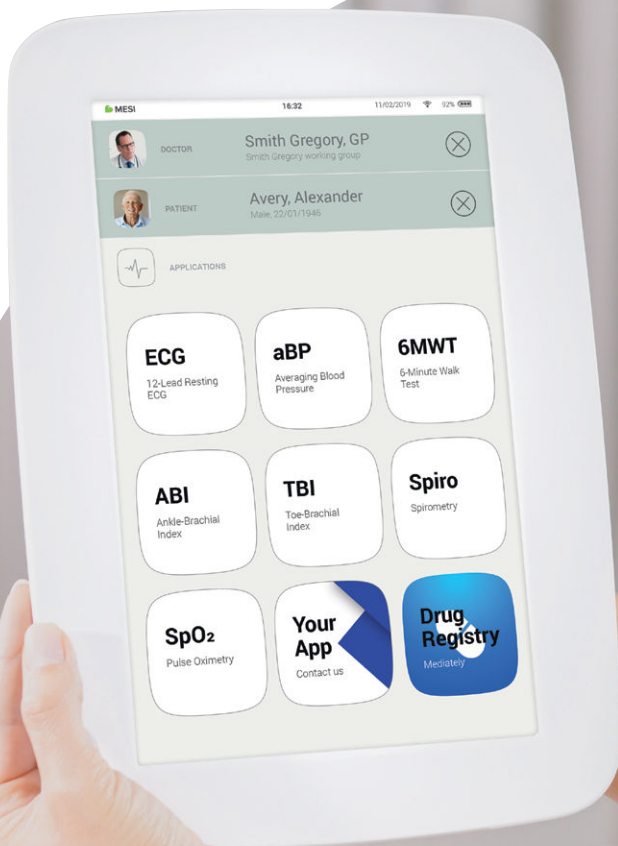 MESI 16:32 11/02/2019 92%
DOCTOR
Smith Gregory, GP
Smith Gregory working group
PATIENT
Avery, Alexander
Male, 22/01/1946
APPLICATIONS
ECG
12-Lead Resting
ECG
aBP
Averaging Blood
Pressure
6MWT
6-Minute Walk
Test
ABI
Ankle-Brachial
Index
TBI
Toe-Brachial
Index
Spiro
Spirometry
SpO₂
Pulse Oximetry
Your
App
Contact us
Drug
Registry
Mediately